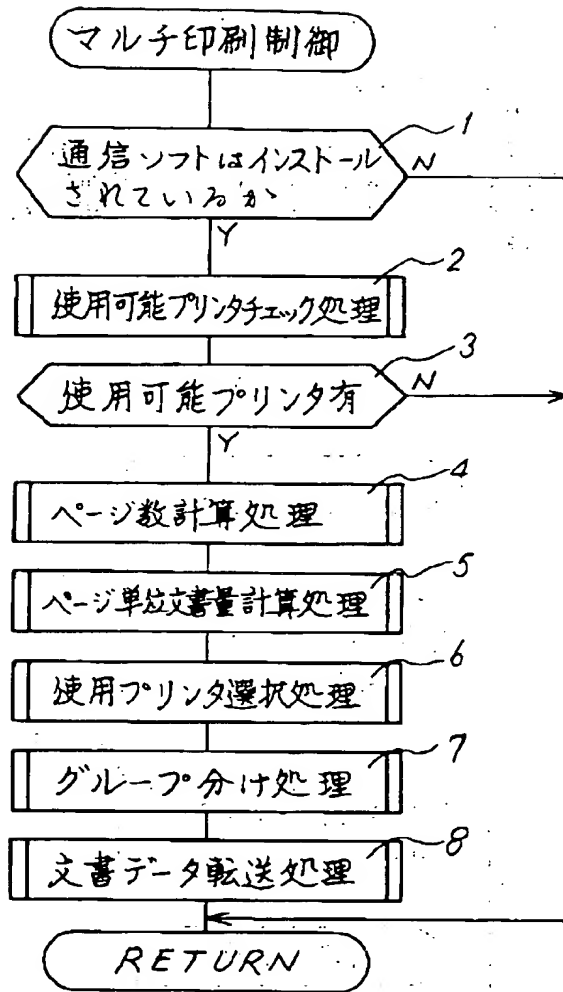 マルチ印刷制御
1
通信ソフトはインストール
されているか
N
Y
2
使用可能プリンタチェック処理
3
使用可能プリンタ有
N
Y
4
ページ数計算処理
5
ページ単位文書量計算処理
6
使用プリンタ選択処理
7
グループ分け処理
8
文書データ転送処理
RETURN